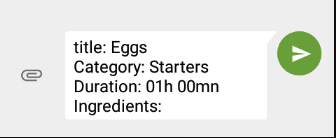 title: Eggs
Category: Starters
Duration: 01h 00mn
Ingredients: